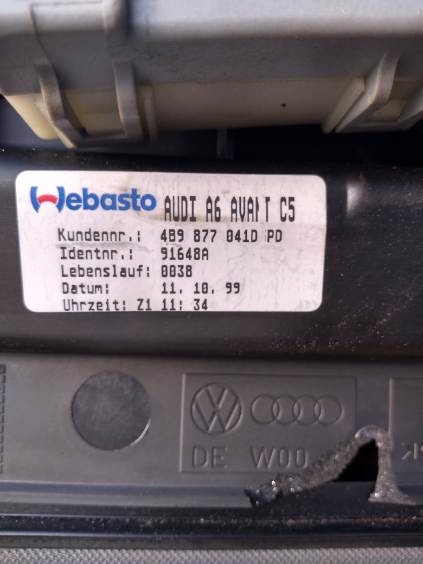 Webasto AUDI A6 AVANT C5
Kundennr.: 4B9 877 041D PD
Identnr.: 91648A
Lebenslauf: 0038
Datum: 11. 10. 99
Uhrzeit: Z1 11: 34
DE W00